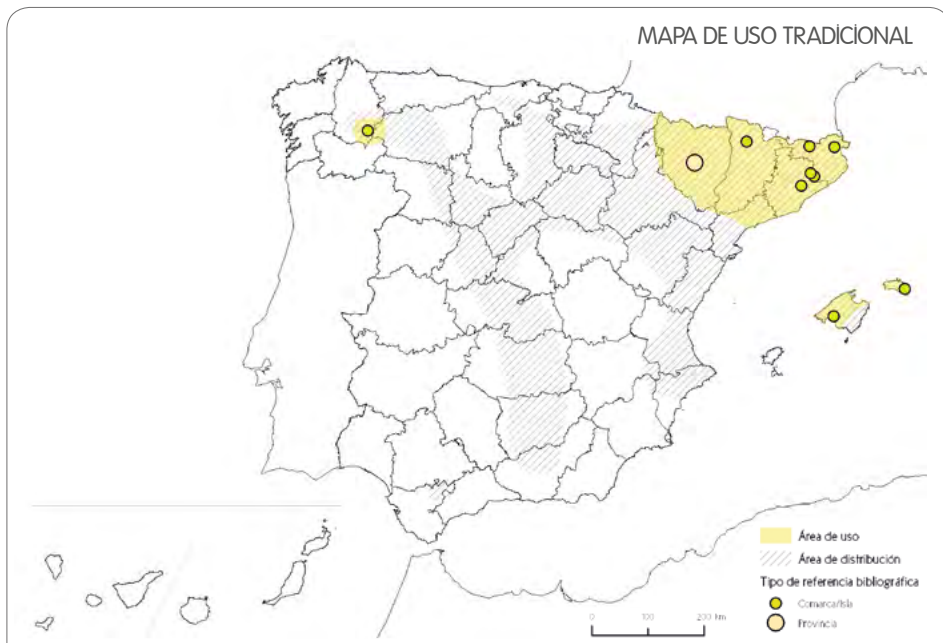 MAPA DE USO TRADICIONAL
Área de uso
Área de distribución
Tipo de referencia bibliográfica
Comarca/Isla
Provincia
0 100 200 km